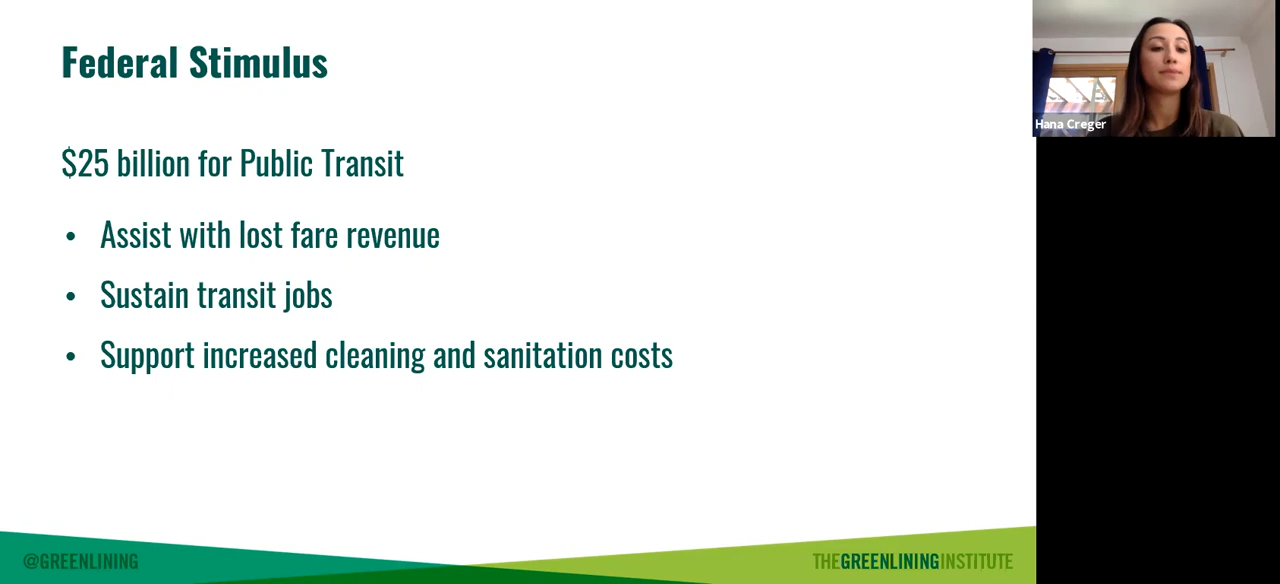 Federal Stimulus
$25 billion for Public Transit
• Assist with lost fare revenue
• Sustain transit jobs
• Support increased cleaning and sanitation costs
@GREENLINING
THEGREENLININGINSTITUTE
Hana Creger